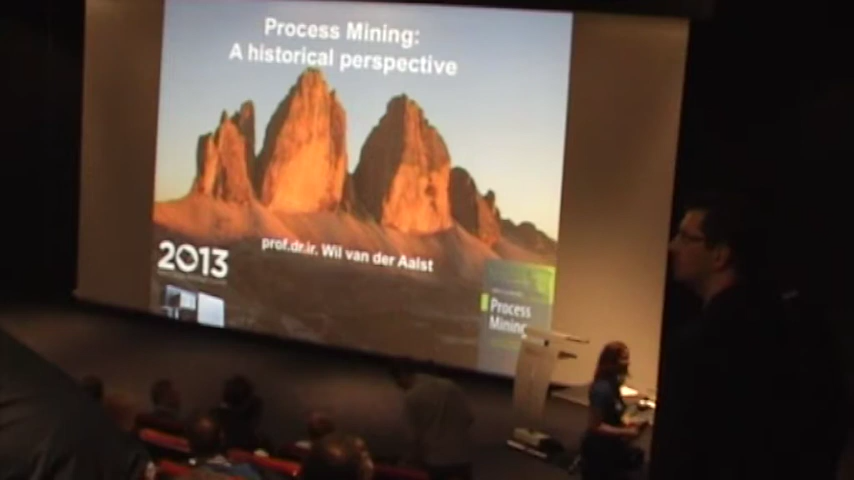 Process Mining:
A historical perspective
prof.dr.ir. Wil van der Aalst
2013
Process
Mining